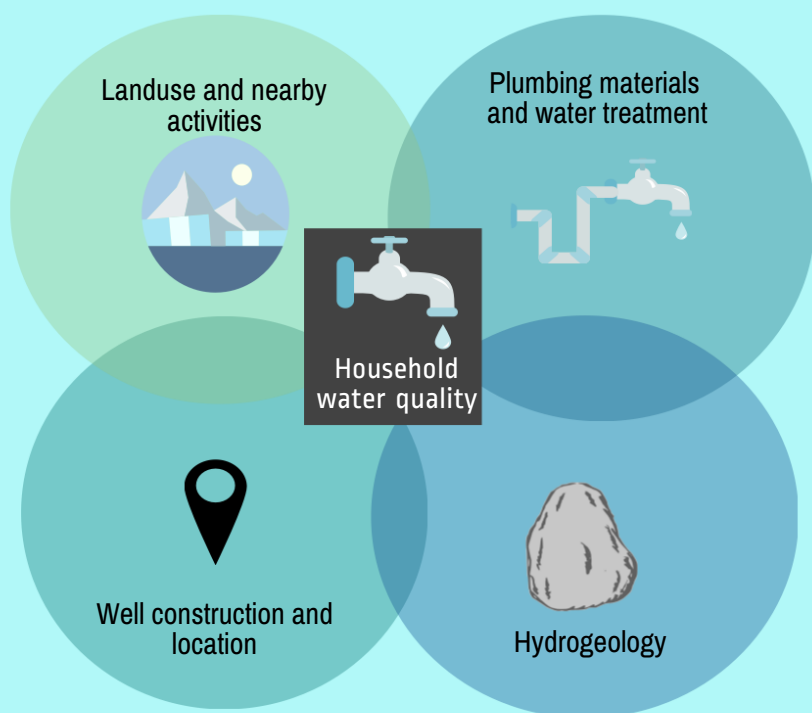 Landuse and nearby
activities
Plumbing materials
and water treatment
Household
water quality
Well construction and
location
Hydrogeology